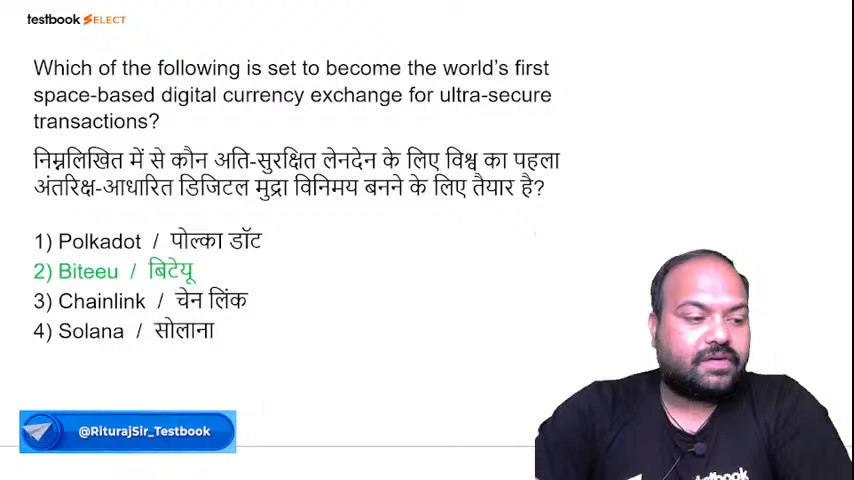 testbook SELECT
Which of the following is set to become the world's first
space-based digital currency exchange for ultra-secure
transactions?
निम्नलिखित में से कौन अति-सुरक्षित लेनदेन के लिए विश्व का पहला
अंतरिक्ष-आधारित डिजिटल मुद्रा विनिमय बनने के लिए तैयार है?
1) Polkadot / पोल्का डॉट
2) Biteeu / बिटेयू
3) Chainlink / चेन लिंक
4) Solana / सोलाना
@RiturajSir_Testbook
testbook